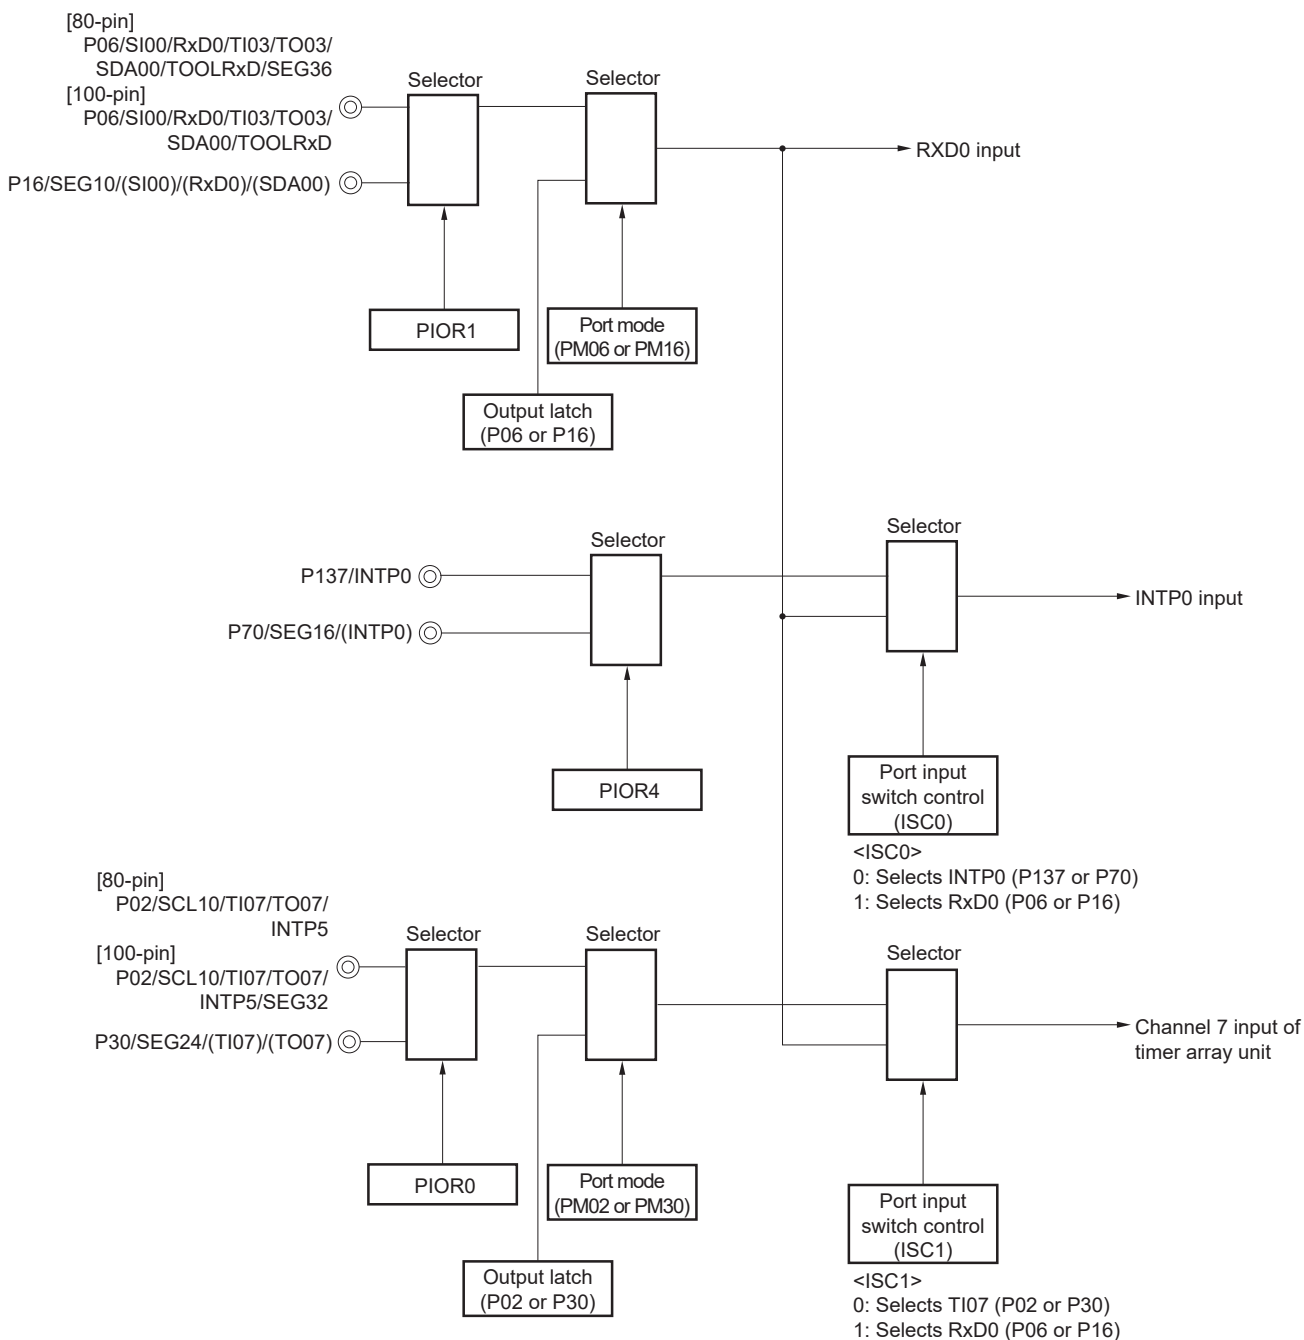 [80-pin]
P06/SI00/RxD0/TI03/TO03/
SDA00/TOOLRxD/SEG36
[100-pin]
P06/SI00/RxD0/TI03/TO03/
SDA00/TOOLRxD
P16/SEG10/(SI00)/(RxD0)/(SDA00)
Selector
Selector
RXD0 input
PIOR1
Port mode
(PM06 or PM16)
Output latch
(P06 or P16)
Selector
Selector
P137/INTP0
P70/SEG16/(INTP0)
INTP0 input
PIOR4
Port input
switch control
(ISC0)
<ISC0>
0: Selects INTP0 (P137 or P70)
1: Selects RxD0 (P06 or P16)
[80-pin]
P02/SCL10/TI07/TO07/
INTP5
[100-pin]
P02/SCL10/TI07/TO07/
INTP5/SEG32
P30/SEG24/(TI07)/(TO07)
Selector
Selector
Selector
Channel 7 input of
timer array unit
PIOR0
Port mode
(PM02 or PM30)
Output latch
(P02 or P30)
Port input
switch control
(ISC1)
<ISC1>
0: Selects TI07 (P02 or P30)
1: Selects RxD0 (P06 or P16)